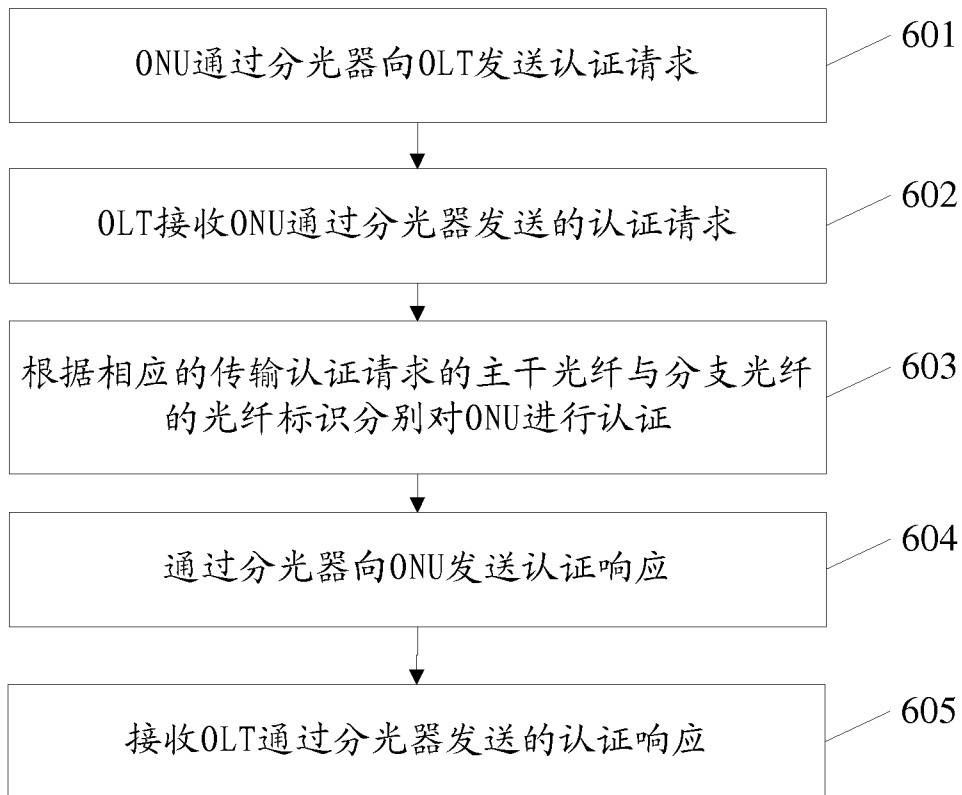 ONU通过分光器向OLT发送认证请求
601
OLT接收ONU通过分光器发送的认证请求
602
根据相应的传输认证请求的主干光纤与分支光纤
的光纤标识分别对ONU进行认证
603
通过分光器向ONU发送认证响应
604
接收OLT通过分光器发送的认证响应
605